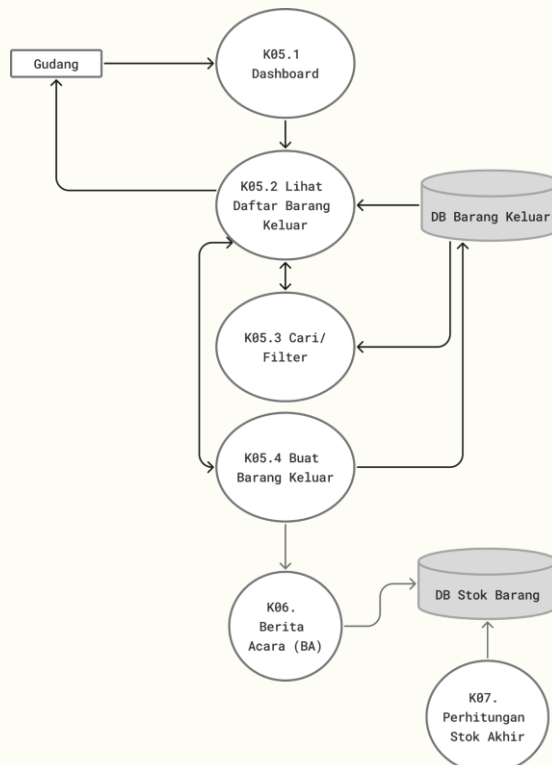 Gudang
K05.1
Dashboard
K05.2 Lihat
Daftar Barang
Keluar
DB Barang Keluar
K05.3 Cari/
Filter
K05.4 Buat
Barang Keluar
K06.
Berita
Acara (BA)
DB Stok Barang
K07.
Perhitungan
Stok Akhir